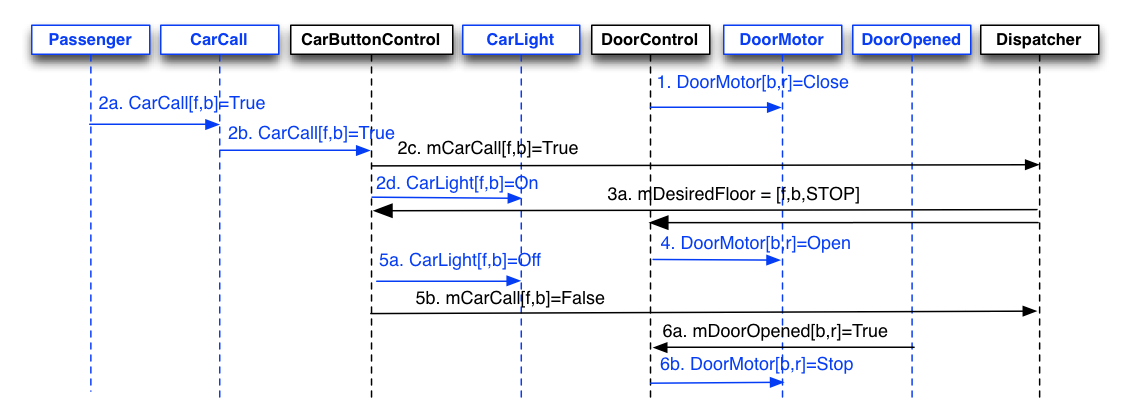 Passenger
CarCall
CarButtonControl
CarLight
DoorControl
DoorMotor
DoorOpened
Dispatcher
1. DoorMotor[b,r]=Close
2a. CarCall[f,b]=True
2b. CarCall[f,b]=True
2c. mCarCall[f,b]=True
2d. CarLight[f,b]=On
3a. mDesiredFloor = [f,b,STOP]
4. DoorMotor[b,r]=Open
5a. CarLight[f,b]=Off
5b. mCarCall[f,b]=False
6a. mDoorOpened[b,r]=True
6b. DoorMotor[b,r]=Stop